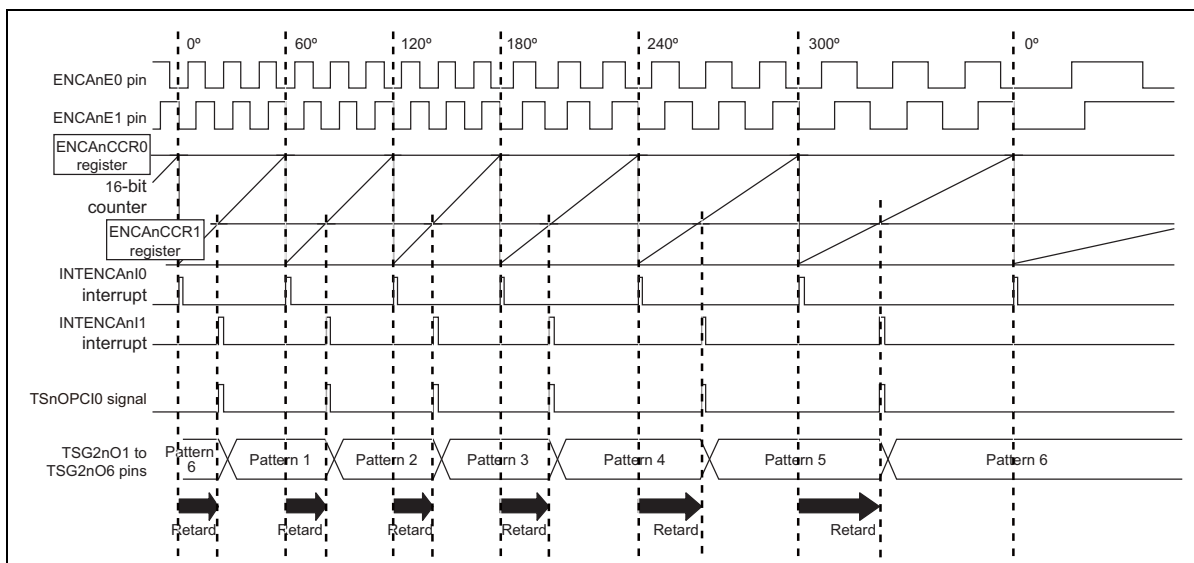 0º 60º 120º 180º 240º 300º 0º
ENCAnE0 pin
ENCAnE1 pin
ENCAnCCR0
register
16-bit
counter
ENCAnCCR1
register
INTENCAnI0
interrupt
INTENCAnI1
interrupt
TSnOPCI0 signal
TSG2nO1 to
TSG2nO6 pins
Pattern
6
Pattern 1 Pattern 2 Pattern 3 Pattern 4 Pattern 5 Pattern 6
Retard Retard Retard Retard Retard Retard